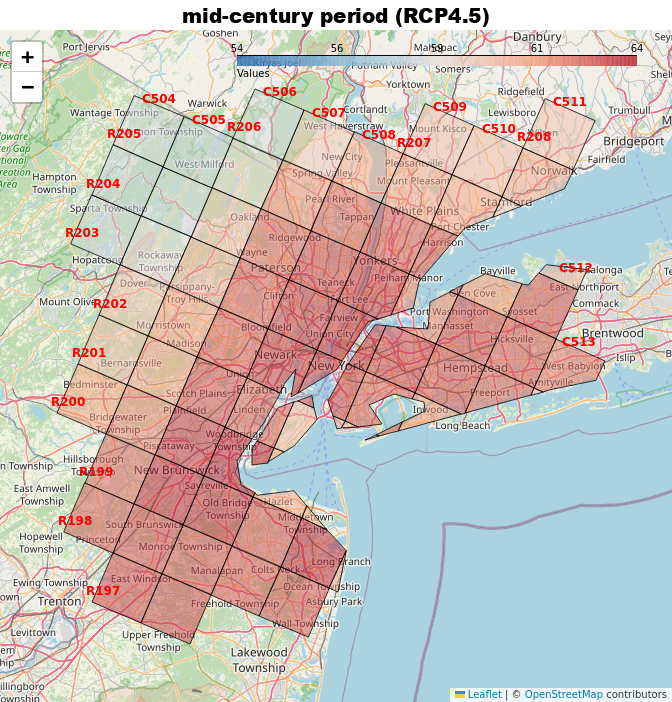 mid-century period (RCP4.5)
Goshen
Danbury
Port Jervis
54
56
59
61
64
Kiryas Joel
Mahopac
Values
Putnam Valley
Somers
+
−
Yorktown
Ridgefield
C504
Warwick
C506
C509
C511
Wantage Township
C505
C507
Cortlandt
Lewisboro
Trumbull
R205
Vernon Township
R206
West Haverstraw
C508
Mount Kisco
C510
R208
Wilton
Bridgeport
R207
Fairfield
West Milford
New City
Pleasantville
Norwalk
Hampton
Township
R204
Spring Valley
Mount Pleasant
Pearl River
Stamford
Sparta Township
Oakland
Tappan
White Plains
R203
Port Chester
Ridgewood
Harrison
Hopatcong
Rockaway
Township
Wayne
Paterson
Yonkers
Bayville
C512
Pelham Manor
Dover
Parsippany-
Troy Hills
Teaneck
Glen Cove
East Northport
Mount Olive
R202
Clifton
Fort Lee
Port Washington
Syosset
Commack
Morristown
Bloomfield
Fairview
Union City
Manhasset
Brentwood
Madison
Hicksville
C513
R201
Newark
New York
Islip
Bernardsville
Union
Hempstead
West Babylon
Bedminster
Scotch Plains
Elizabeth
Freeport
Amityville
R200
Plainfield
Linden
Inwood
Bridgewater
Township
Long Beach
Woodbridge
Township
Piscataway
Hillsborough
Township
R199
New Brunswick
East Amwell
Township
Sayreville
Old Bridge
Township
Hazlet
R198
South Brunswick
Middletown
Township
Hopewell
Township
Princeton
Monroe Township
Long Branch
Manalapan
Colts Neck
East Windsor
Ewing Township
R197
Ocean Township
Trenton
Freehold Township
Asbury Park
Levittown
Upper Freehold
Township
Wall Township
Lakewood
Township
Leaflet | © OpenStreetMap contributors